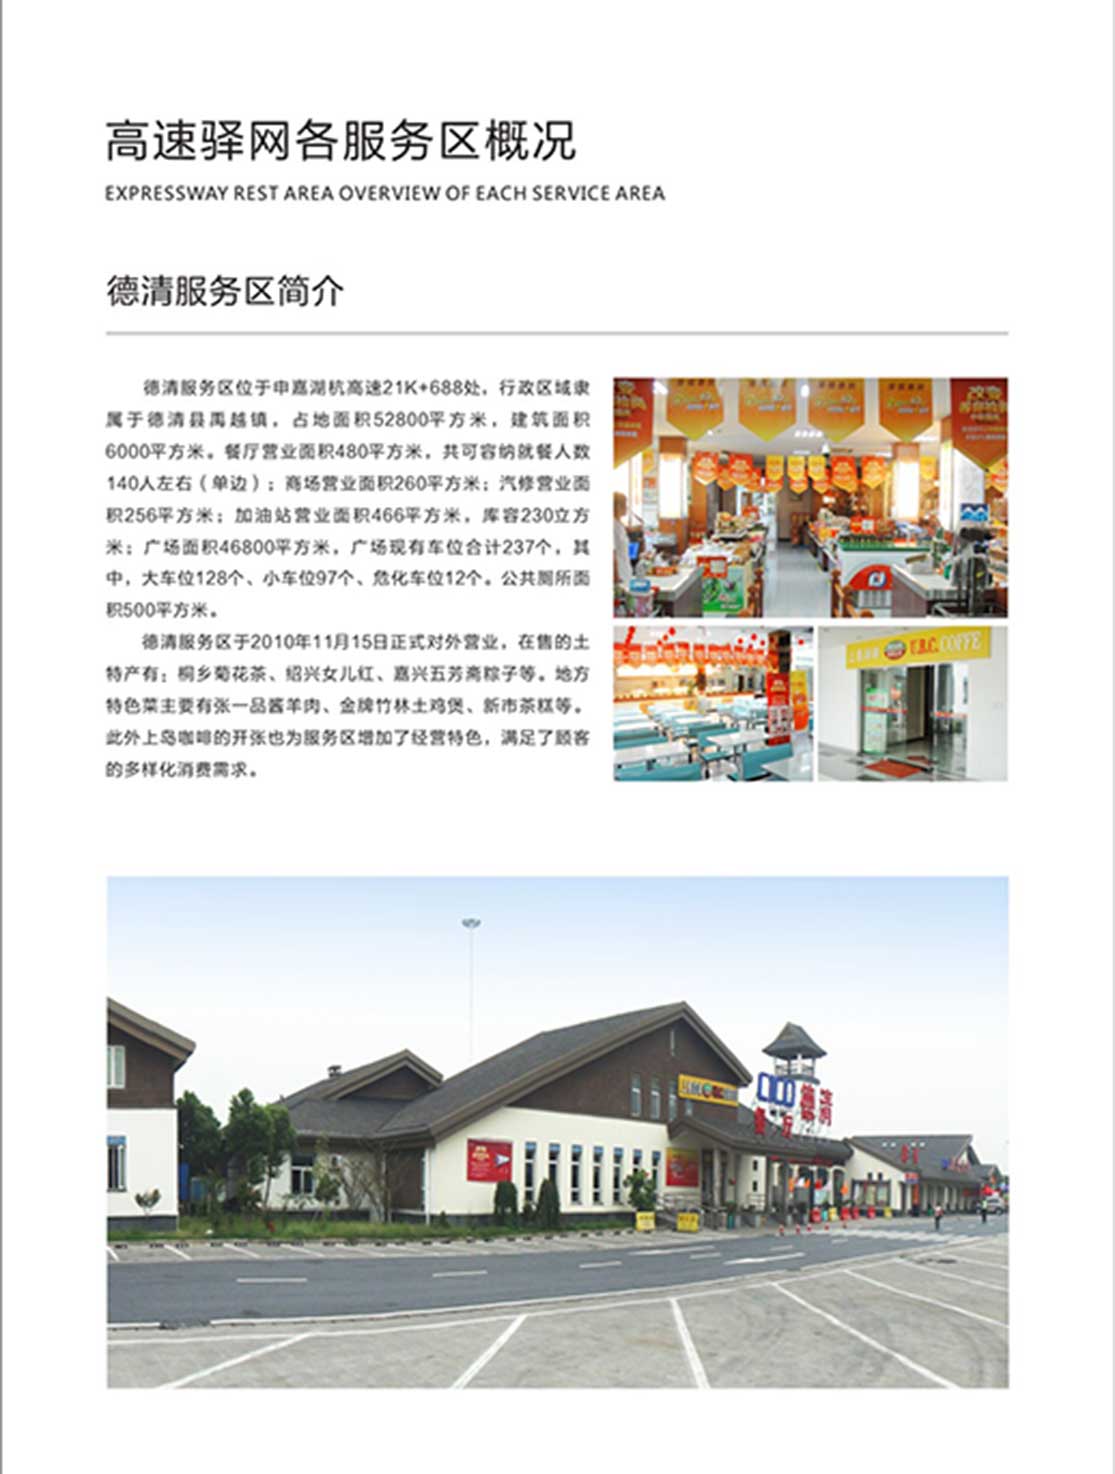 高速驿网各服务区概况
EXPRESSWAY REST AREA OVERVIEW OF EACH SERVICE AREA
德清服务区简介
德清服务区位于申嘉湖杭高速21K+688处，行政区域隶
属于德清县禹越镇，占地面积52800平方米，建筑面积
6000平方米。餐厅营业面积480平方米，共可容纳就餐人数
140人左右（单边）；商场营业面积260平方米；汽修营业面
积256平方米；加油站营业面积466平方米，库容230立方
米；广场面积46800平方米，广场现有车位合计237个，其
中，大车位128个、小车位97个、危化车位12个。公共厕所面
积500平方米。
德清服务区于2010年11月15日正式对外营业，在售的土
特产有：桐乡菊花茶、绍兴女儿红、嘉兴五芳斋粽子等。地方
特色菜主要有张一品酱羊肉、金牌竹林土鸡煲、新市茶糕等。
此外上岛咖啡的开张也为服务区增加了经营特色，满足了顾客
的多样化消费需求。
U.B.C. COFFE
餐厅